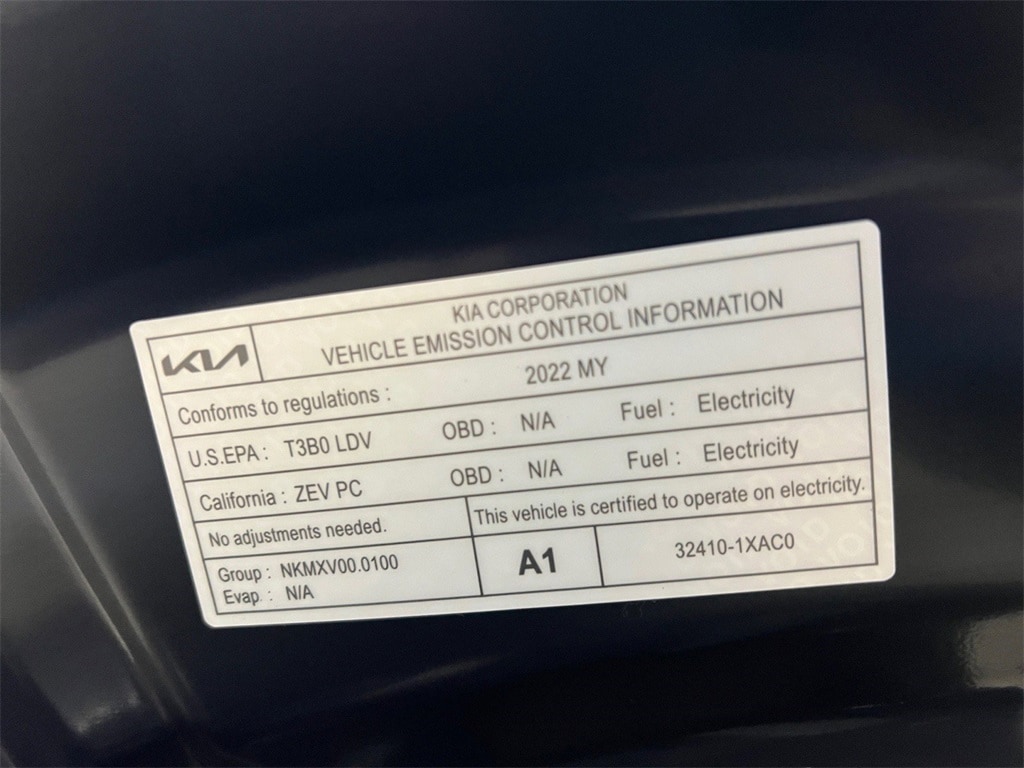 KIA
KIA CORPORATION
VEHICLE EMISSION CONTROL INFORMATION
Conforms to regulations : 2022 MY
U.S.EPA : T3B0 LDV OBD : N/A Fuel : Electricity
California : ZEV PC OBD : N/A Fuel : Electricity
No adjustments needed. This vehicle is certified to operate on electricity.
Group : NKMXV00.0100 A1 32410-1XAC0
Evap. : N/A